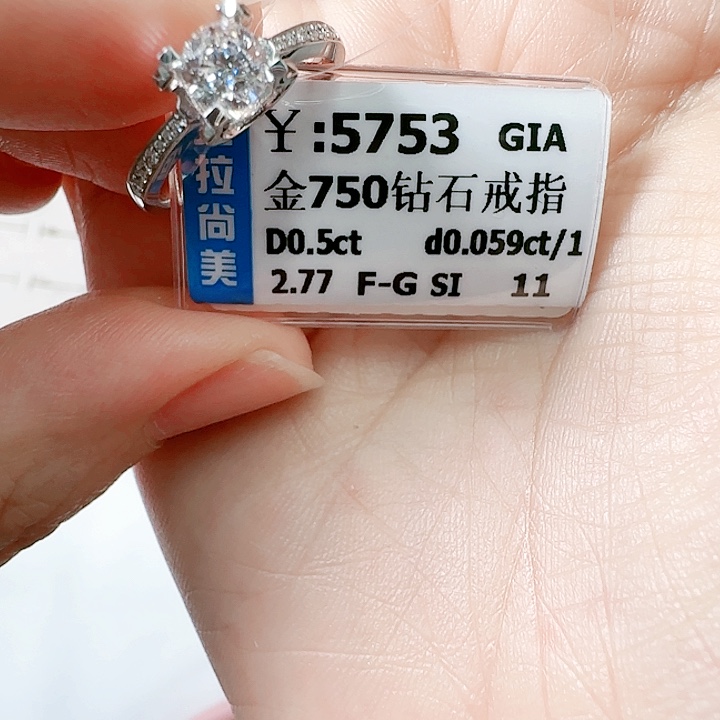 ¥:5753 GIA
金750钻石戒指
D0.5ct d0.059ct/1
2.77 F-G SI 11
拉尚美